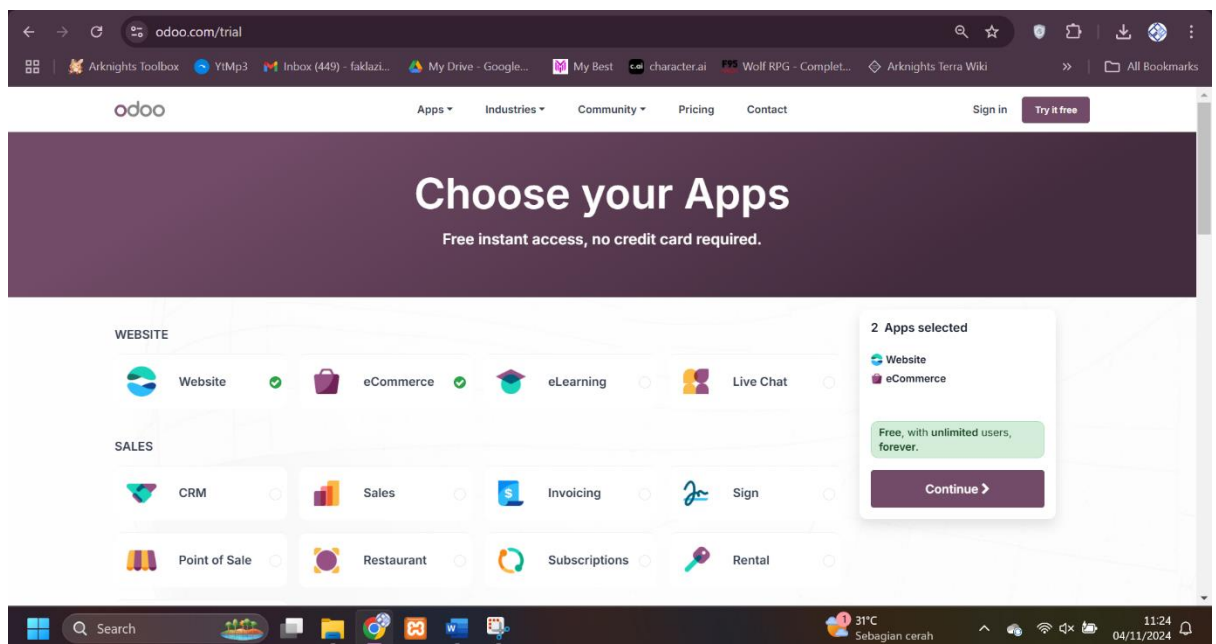 odoo.com/trial
Arknights Toolbox YtMp3 Inbox (449) - faklazi... My Drive - Google... My Best c.ai character.ai F95 Wolf RPG - Complet... Arknights Terra Wiki » All Bookmarks
odoo Apps Industries Community Pricing Contact Sign in Try it free
Choose your Apps
Free instant access, no credit card required.
WEBSITE
Website eCommerce eLearning Live Chat
SALES
CRM Sales Invoicing Sign
Point of Sale Restaurant Subscriptions Rental
2 Apps selected
Website
eCommerce
Free, with unlimited users,
forever.
Continue
Search
1 31°C
Sebagian cerah
11:24
04/11/2024